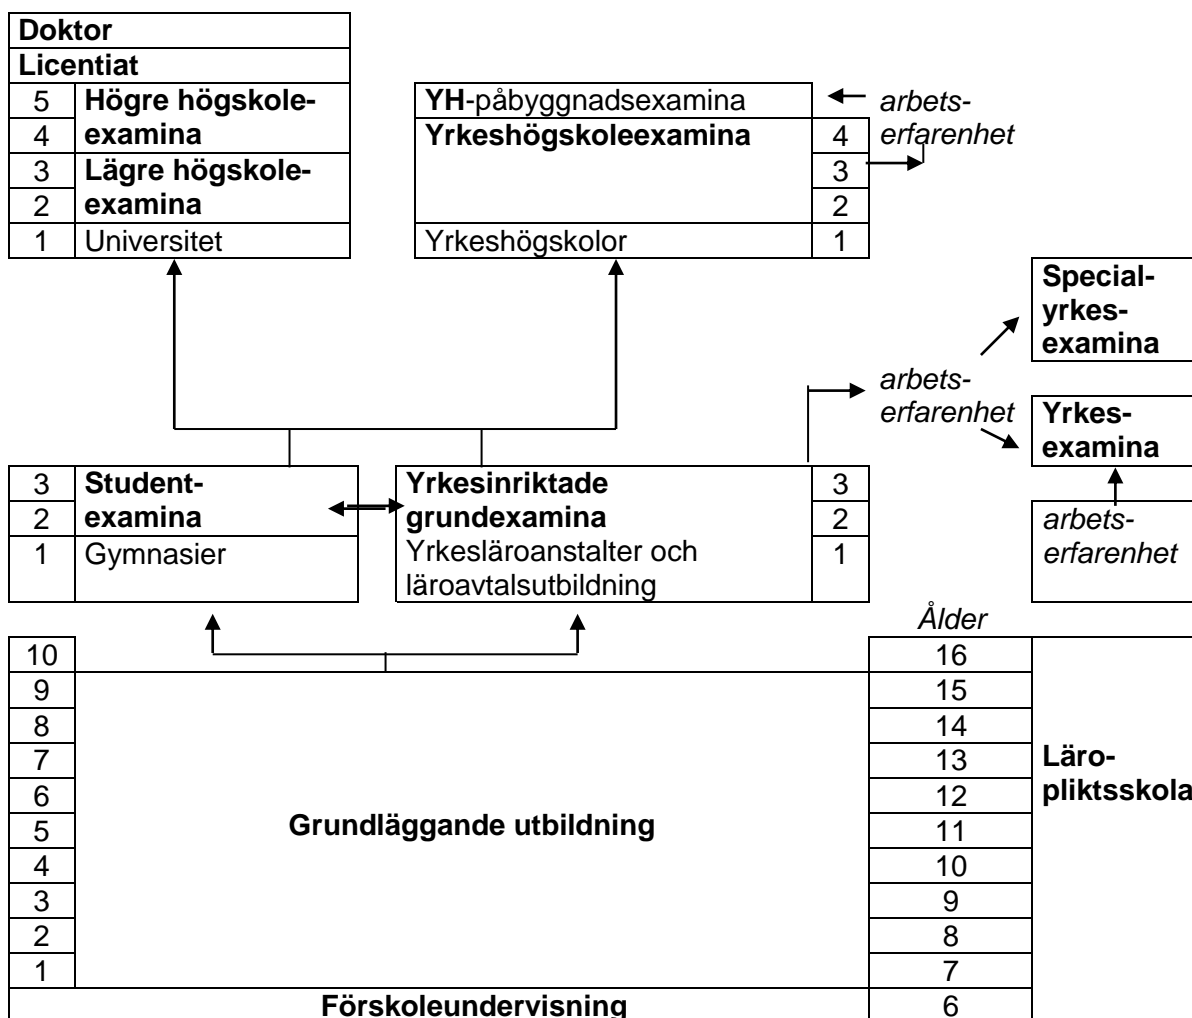 Doktor
Licentiat
5 Högre högskole-
4 examina
3 Lägre högskole-
2 examina
1 Universitet
YH-påbyggnadsexamina
Yrkeshögskoleexamina 4
3
2
Yrkeshögskolor 1
arbets-
erfarenhet
Special-
yrkes-
examina
arbets-
erfarenhet
Yrkes-
examina
3 Student-
2 examina
1 Gymnasier
Yrkesinriktade 3
grundexamina 2
Yrkesläroanstalter och 1
läroavtalsutbildning
arbets-
erfarenhet
Ålder
10 16
9 15
8 14
7 13
6 12
5 11
4 10
3 9
2 8
1 7
Grundläggande utbildning
Läro-
pliktsskola
Förskoleundervisning 6